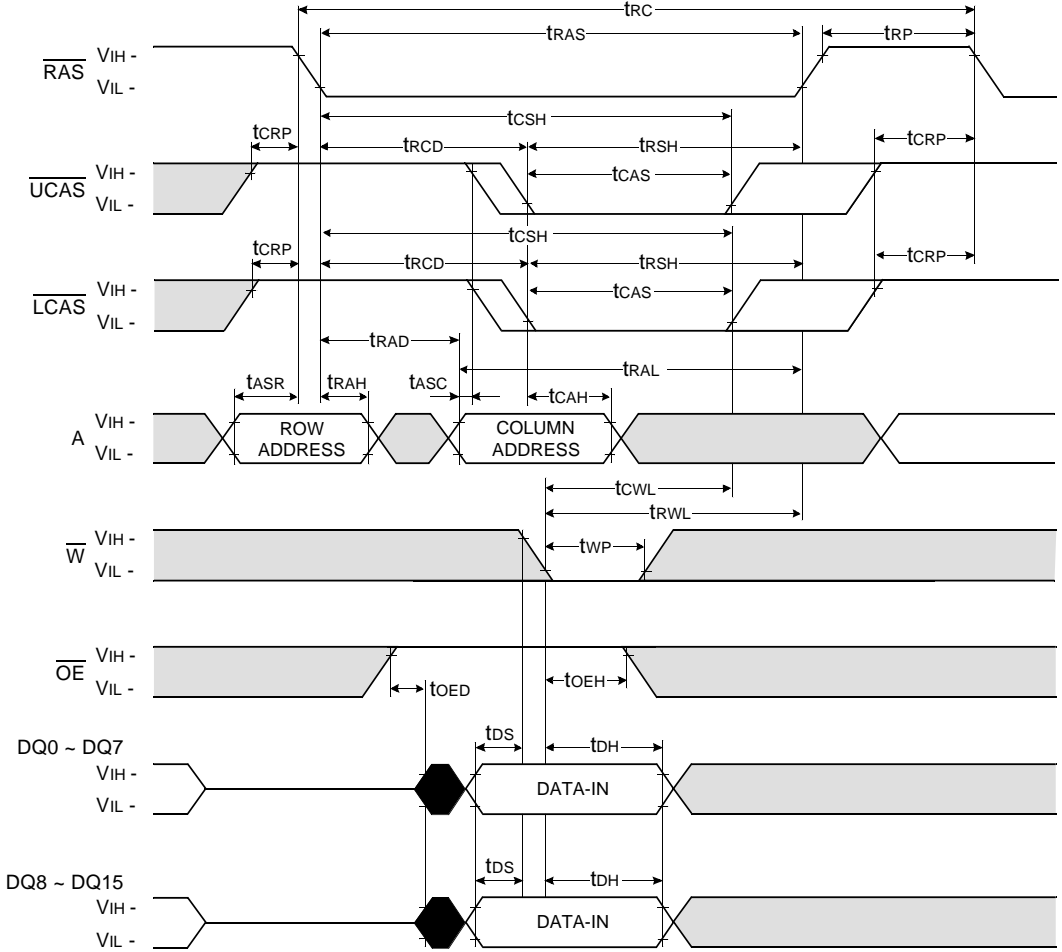 tRC
tRAS tRP
RAS VIH -
VIL -
tCSH
tCRP tRCD tRSH tCRP
UCAS VIH -
VIL -
tCAS
tCSH
tCRP tRCD tRSH tCRP
LCAS VIH -
VIL -
tCAS
tRAD
tRAL
tASR tRAH tASC tCAH
A VIH -
VIL -
ROW
ADDRESS
COLUMN
ADDRESS
tCWL
tRWL
W VIH -
VIL -
tWP
OE VIH -
VIL -
tOED tOEH
DQ0 ~ DQ7
VIH -
VIL -
tDS tDH
DATA-IN
DQ8 ~ DQ15
VIH -
VIL -
tDS tDH
DATA-IN